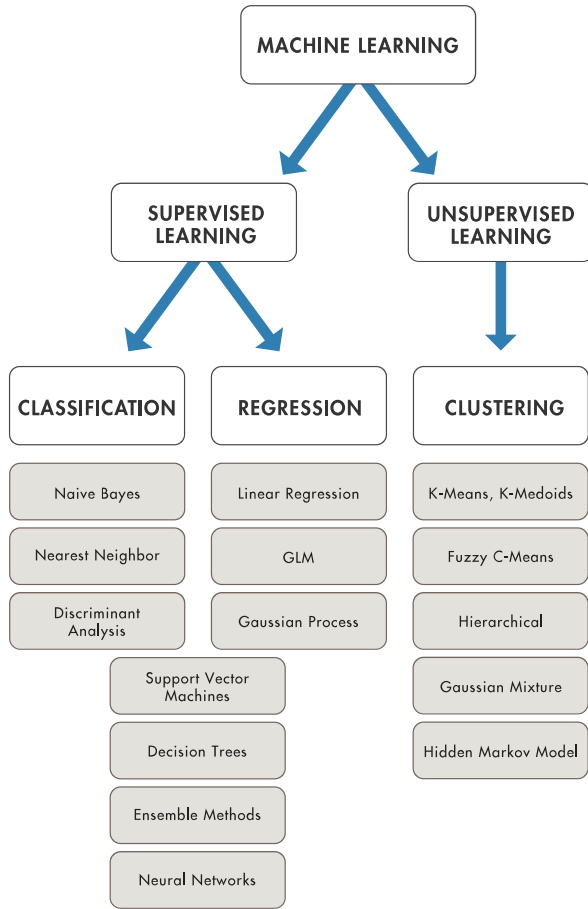 MACHINE LEARNING
SUPERVISED
LEARNING
UNSUPERVISED
LEARNING
CLASSIFICATION
REGRESSION
CLUSTERING
Naive Bayes
Linear Regression
K-Means, K-Medoids
Nearest Neighbor
GLM
Fuzzy C-Means
Discriminant
Analysis
Gaussian Process
Hierarchical
Support Vector
Machines
Gaussian Mixture
Decision Trees
Hidden Markov Model
Ensemble Methods
Neural Networks